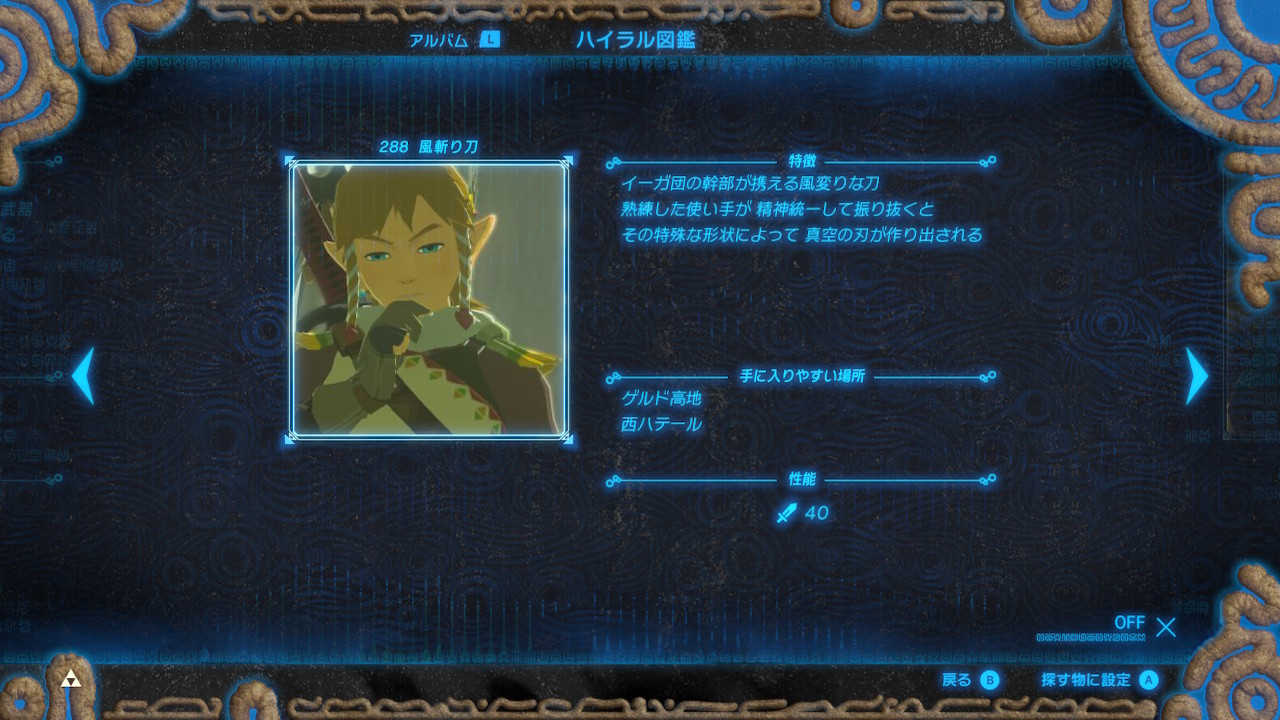 アルバム L
ハイラル図鑑
288 風斬り刀
特徴
イーガ団の幹部が携える風変りな刀
熟練した使い手が 精神統一して振り抜くと
その特殊な形状によって 真空の刃が作り出される
手に入りやすい場所
ゲルド高地
西ハテール
性能
40
OFF
戻る B
探す物に設定 A